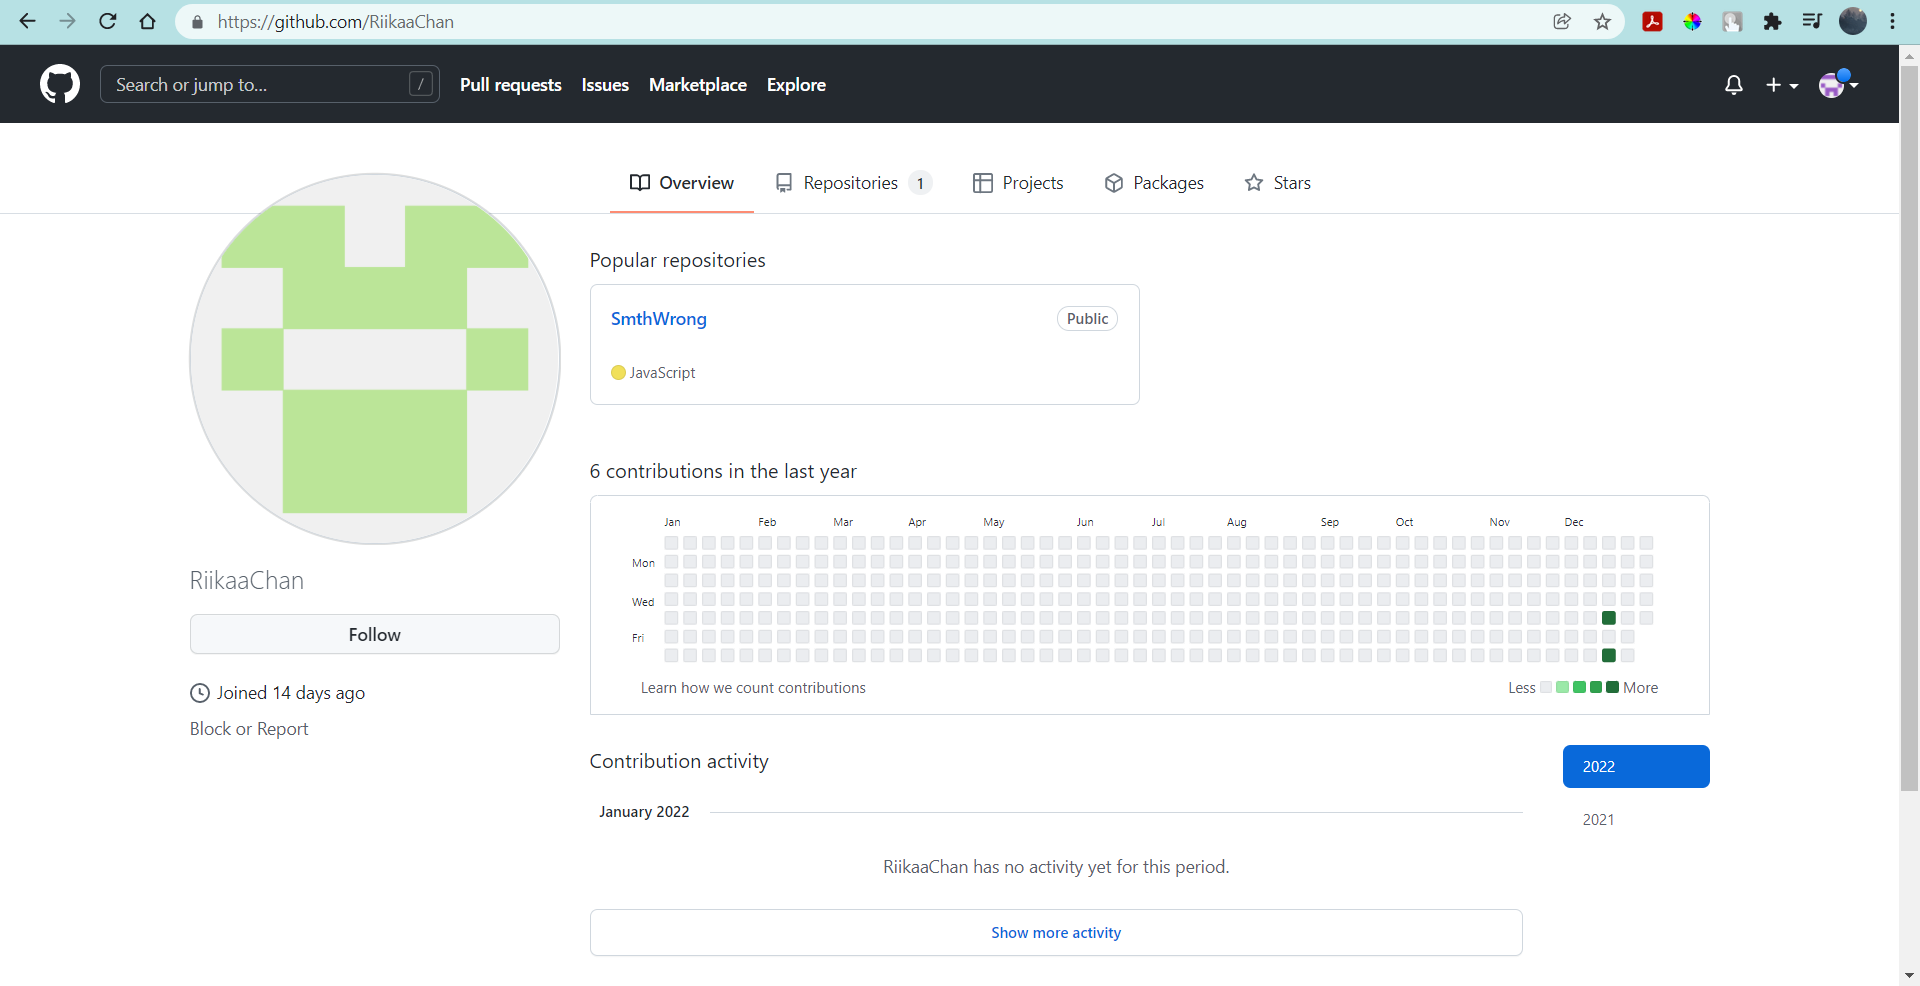 https://github.com/RiikaaChan
Search or jump to... /
Pull requests Issues Marketplace Explore
Overview Repositories 1 Projects Packages Stars
Popular repositories
SmthWrong Public
JavaScript
6 contributions in the last year
Jan Feb Mar Apr May Jun Jul Aug Sep Oct Nov Dec
Mon
Wed
Fri
Learn how we count contributions Less More
RiikaaChan
Follow
Joined 14 days ago
Block or Report
Contribution activity
2022
2021
January 2022
RiikaaChan has no activity yet for this period.
Show more activity